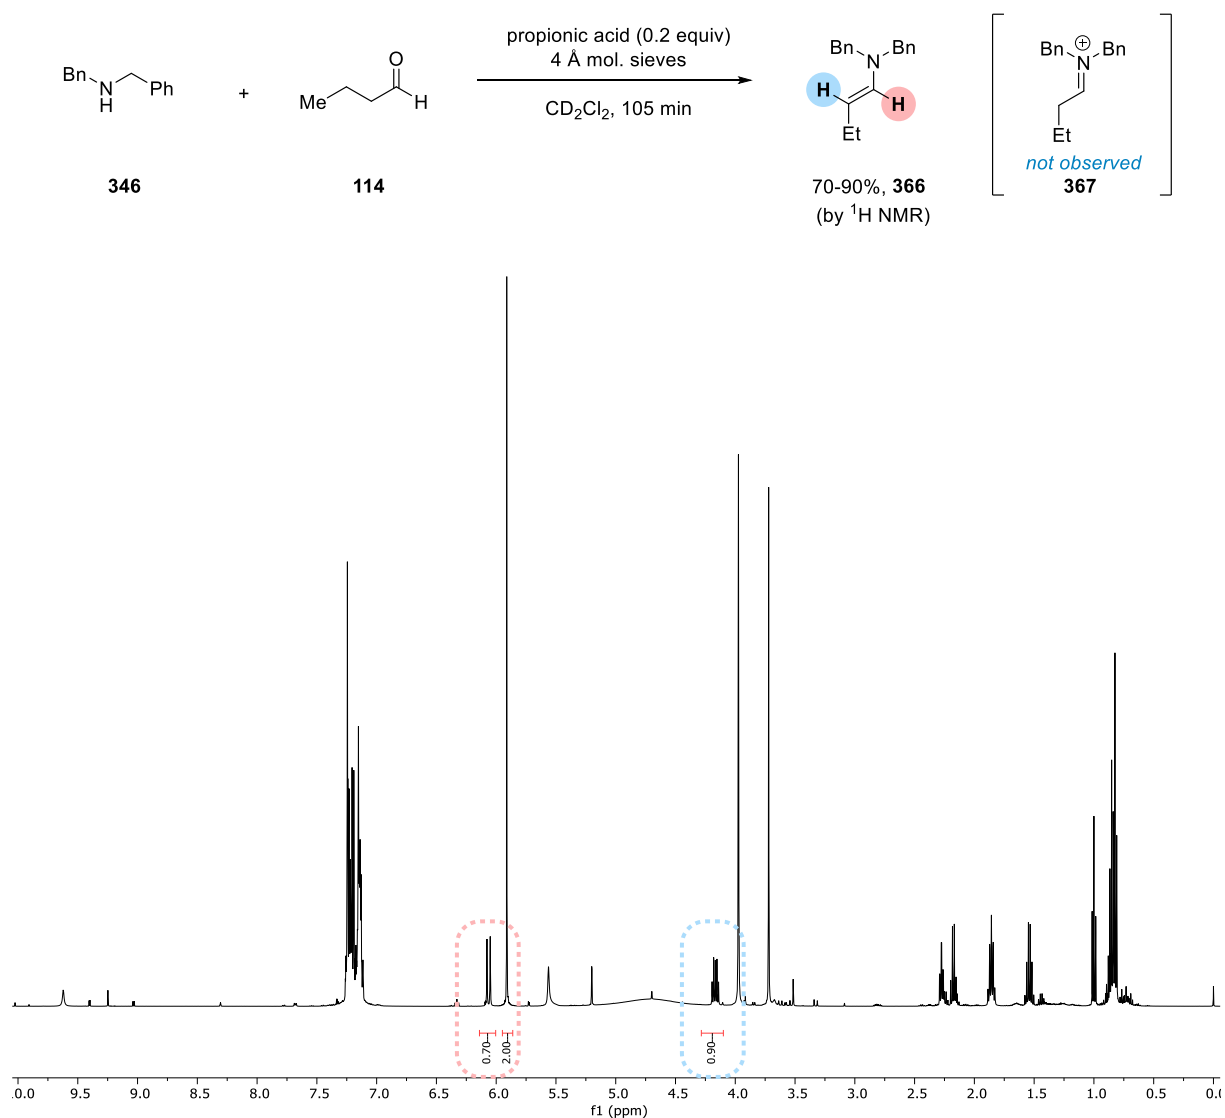 propionic acid (0.2 equiv)
4 Å mol. sieves
CD2Cl2, 105 min
Bn
N
H
Ph
+
Me
O
H
Bn
N
Bn
H
H
Et
Bn
N
⊕
Bn
Et
not observed
346
114
70-90%, 366
(by 1H NMR)
367
0.70
2.00
0.90
.0.0
9.5
9.0
8.5
8.0
7.5
7.0
6.5
6.0
5.5
5.0
4.5
4.0
3.5
3.0
2.5
2.0
1.5
1.0
0.5
0.0
f1 (ppm)